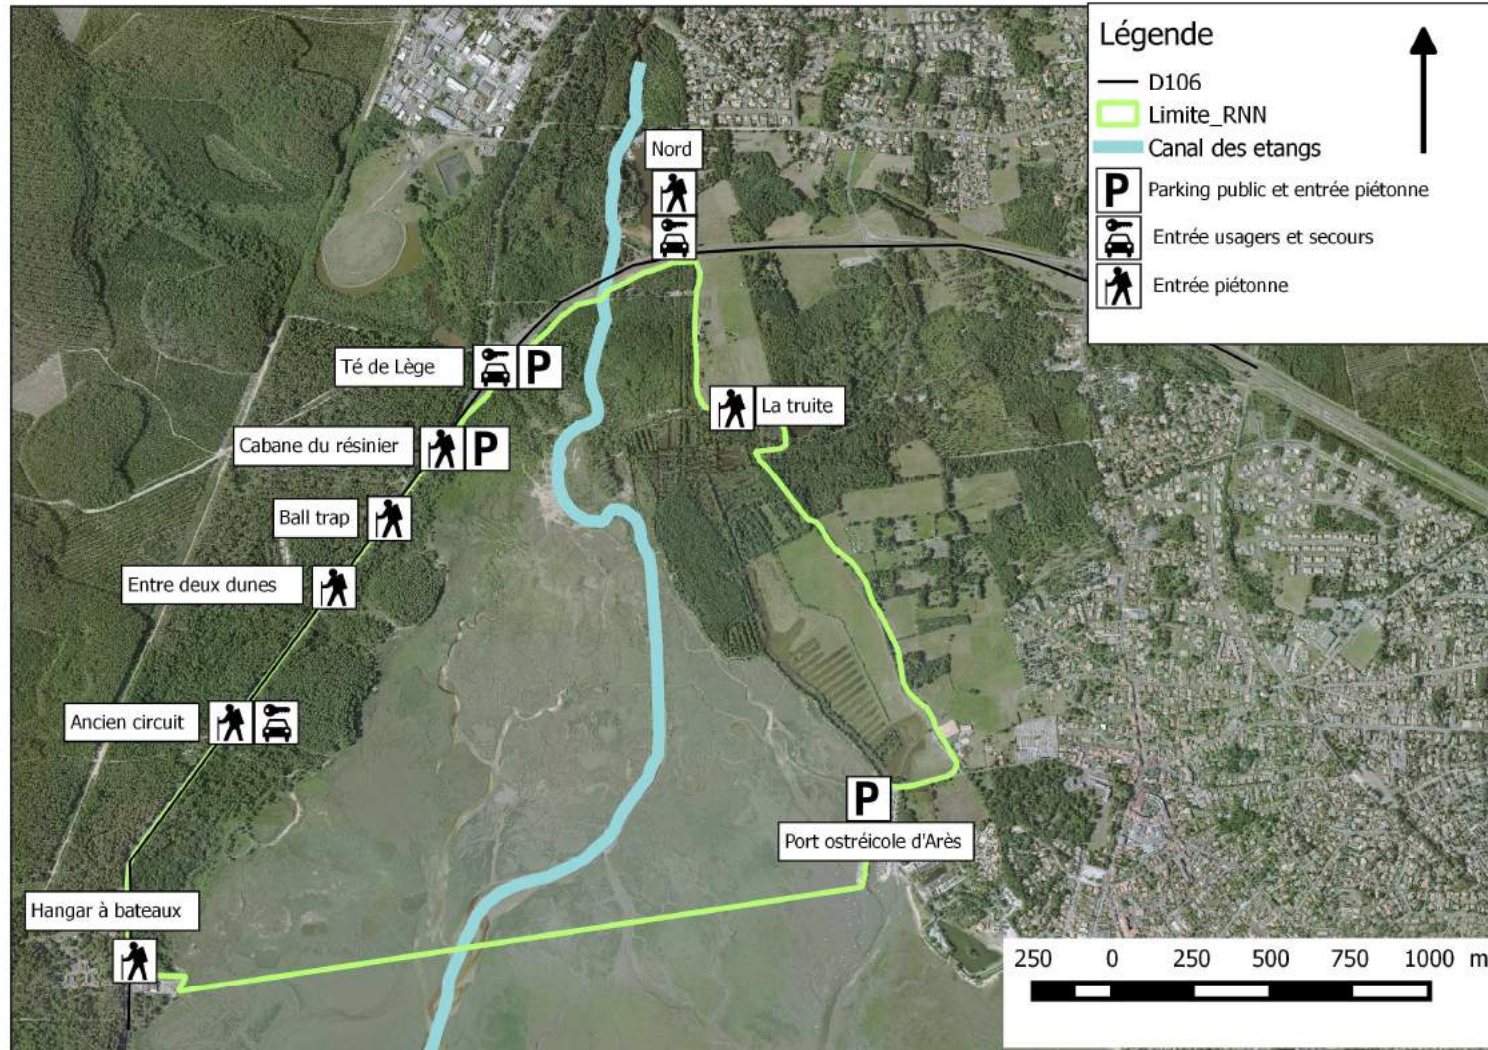 Légende
D106
Limite_RNN
Canal des etangs
P Parking public et entrée piétonne
Entrée usagers et secours
Entrée piétonne
Nord
Té de Lège
P
La truite
Cabane du résinier
P
Ball trap
Entre deux dunes
Ancien circuit
P
Port ostréicole d'Arès
Hangar à bateaux
250 0 250 500 750 1000 m